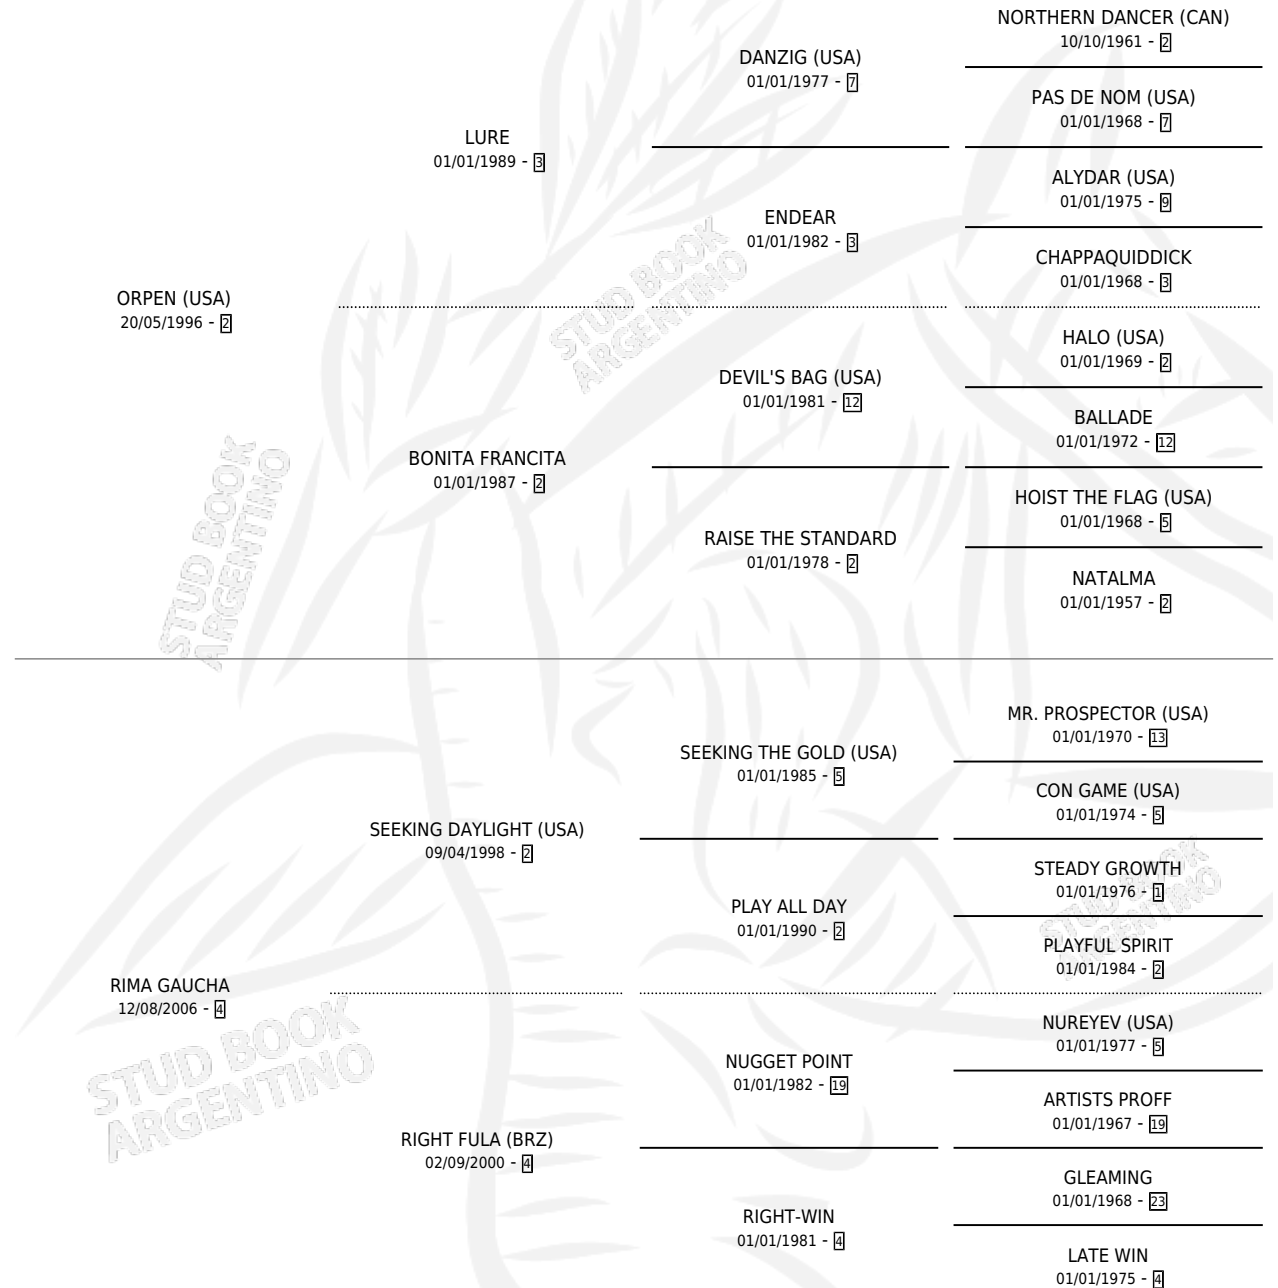 NORTHERN DANCER (CAN)
10/10/1961 - 2
DANZIG (USA)
01/01/1977 - 7
PAS DE NOM (USA)
01/01/1968 - 7
LURE
01/01/1989 - 3
ALYDAR (USA)
01/01/1975 - 9
ENDEAR
01/01/1982 - 3
CHAPPAQUIDDICK
01/01/1968 - 3
ORPEN (USA)
20/05/1996 - 2
HALO (USA)
01/01/1969 - 2
DEVIL'S BAG (USA)
01/01/1981 - 12
BALLADE
01/01/1972 - 12
BONITA FRANCITA
01/01/1987 - 2
HOIST THE FLAG (USA)
01/01/1968 - 5
RAISE THE STANDARD
01/01/1978 - 2
NATALMA
01/01/1957 - 2
MR. PROSPECTOR (USA)
01/01/1970 - 13
SEEKING THE GOLD (USA)
01/01/1985 - 5
CON GAME (USA)
01/01/1974 - 5
SEEKING DAYLIGHT (USA)
09/04/1998 - 2
STEADY GROWTH
01/01/1976 - 1
PLAY ALL DAY
01/01/1990 - 2
PLAYFUL SPIRIT
01/01/1984 - 2
RIMA GAUCHA
12/08/2006 - 4
NUREYEV (USA)
01/01/1977 - 5
NUGGET POINT
01/01/1982 - 19
ARTISTS PROFF
01/01/1967 - 19
RIGHT FULA (BRZ)
02/09/2000 - 4
GLEAMING
01/01/1968 - 23
RIGHT-WIN
01/01/1981 - 4
LATE WIN
01/01/1975 - 4
STUD BOOK
ARGENTINO
STUD BOOK
ARGENTINO
STUD BOOK
ARGENTINO
STUD BOOK
ARGENTINO